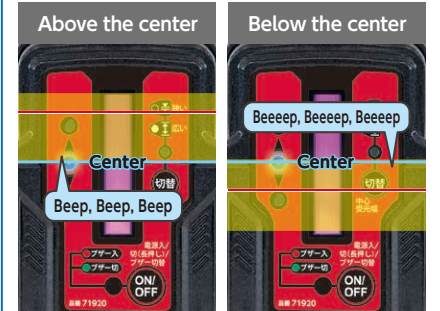 Above the center
狭い
広い
Center
切替
Beep, Beep, Beep
電源入/
切(長押し)/
ブザー切替
ブザー入
ブザー切
ON/
OFF
品番 71920
Below the center
Beeeep, Beeeep, Beeeep
Center
切替
中心
受光幅
電源入/
切(長押し)/
ブザー切替
ブザー入
ブザー切
ON/
OFF
品番 71920